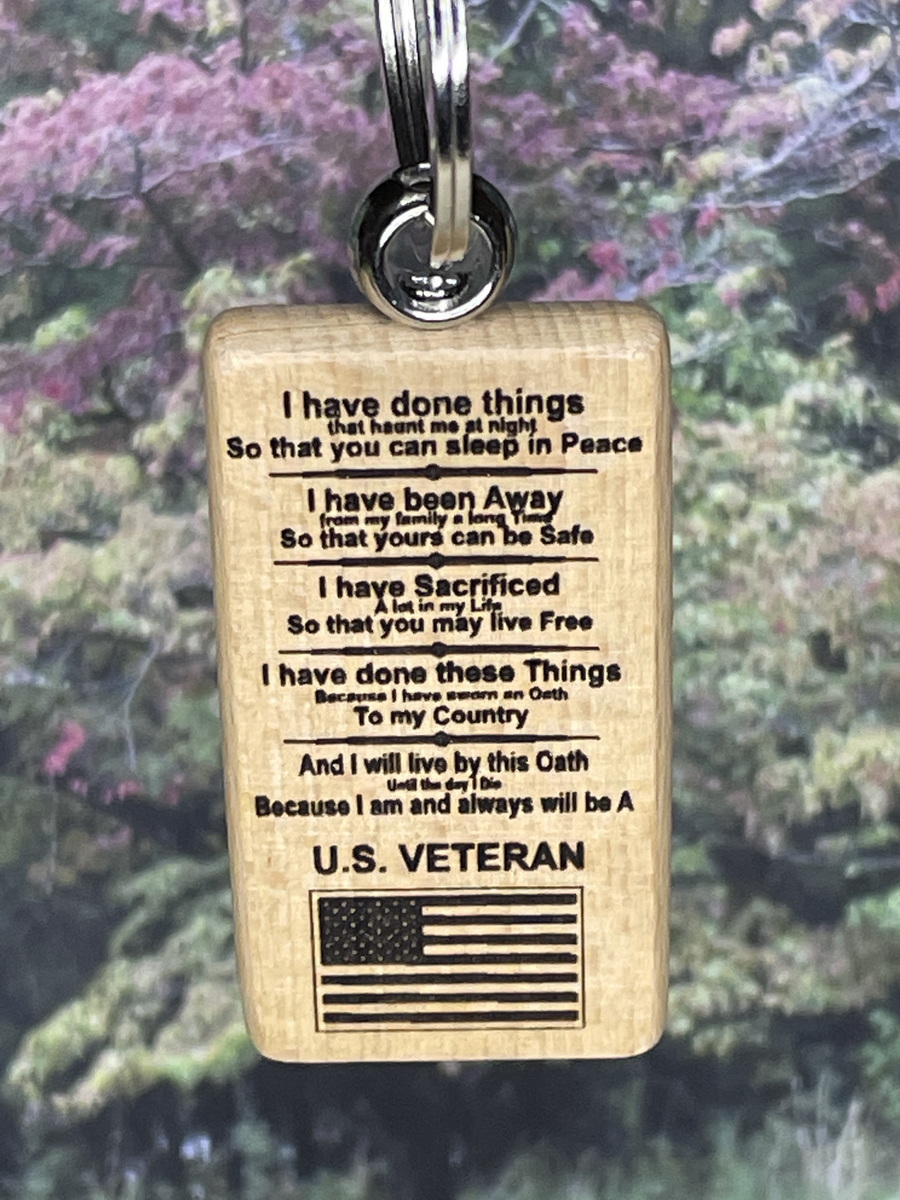 I have done things
that haunt me at night
So that you can sleep in Peace
I have been Away
from my family a long Time
So that yours can be Safe
I have Sacrificed
A lot in my Life
So that you may live Free
I have done these Things
Because I have sworn an Oath
To my Country
And I will live by this Oath
Until the day I Die
Because I am and always will be A
U.S. VETERAN